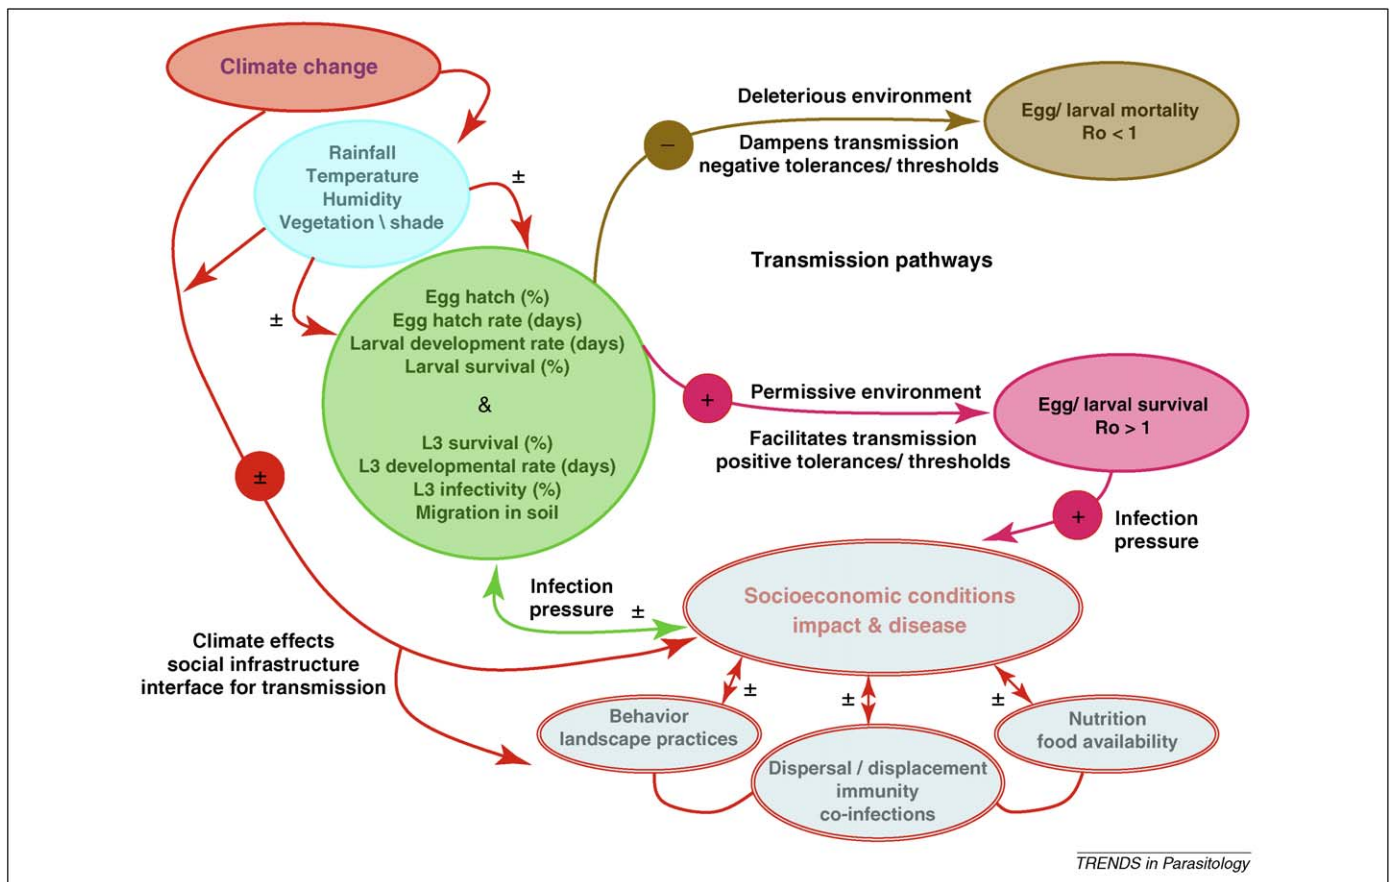 Climate change
Rainfall
Temperature
Humidity
Vegetation \ shade
±
±
Egg hatch (%)
Egg hatch rate (days)
Larval development rate (days)
Larval survival (%)
&
L3 survival (%)
L3 developmental rate (days)
L3 infectivity (%)
Migration in soil
−
Deleterious environment
Dampens transmission
negative tolerances/ thresholds
Egg/ larval mortality
Ro < 1
Transmission pathways
+
Permissive environment
Facilitates transmission
positive tolerances/ thresholds
Egg/ larval survival
Ro > 1
+
Infection
pressure
±
Infection
pressure
±
Socioeconomic conditions
impact & disease
Climate effects
social infrastructure
interface for transmission
±
±
±
Behavior
landscape practices
Dispersal / displacement
immunity
co-infections
Nutrition
food availability
TRENDS in Parasitology